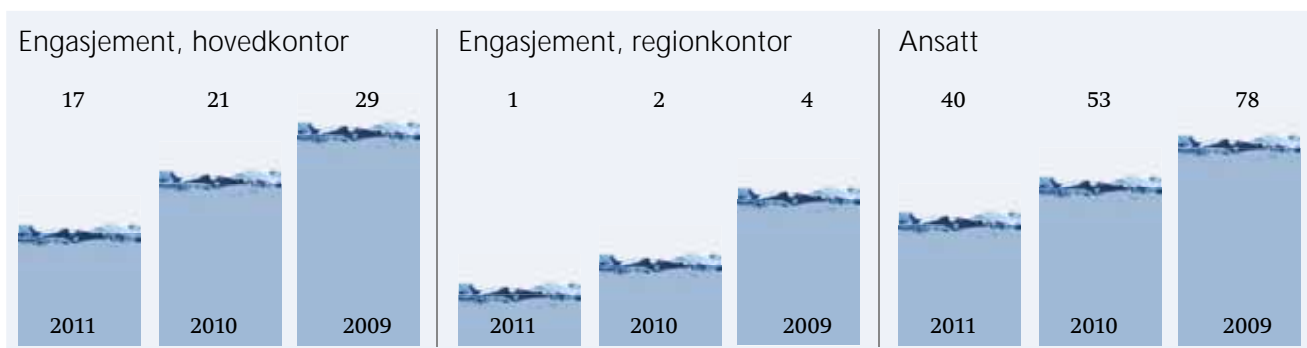 Engasjement, hovedkontor
17 21 29
2011 2010 2009
Engasjement, regionkontor
1 2 4
2011 2010 2009
Ansatt
40 53 78
2011 2010 2009